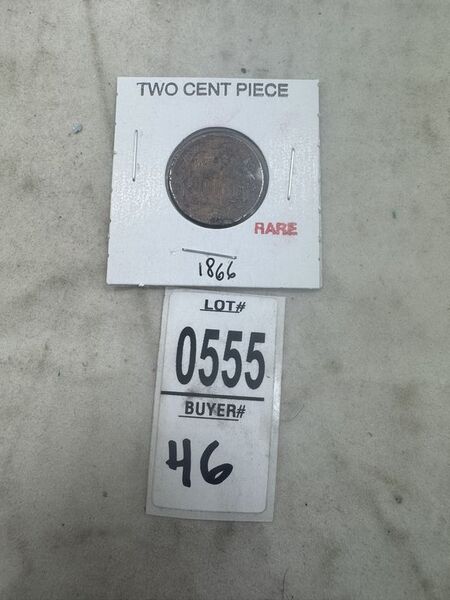 TWO CENT PIECE
RARE
1866
LOT#
0555
BUYER#
46